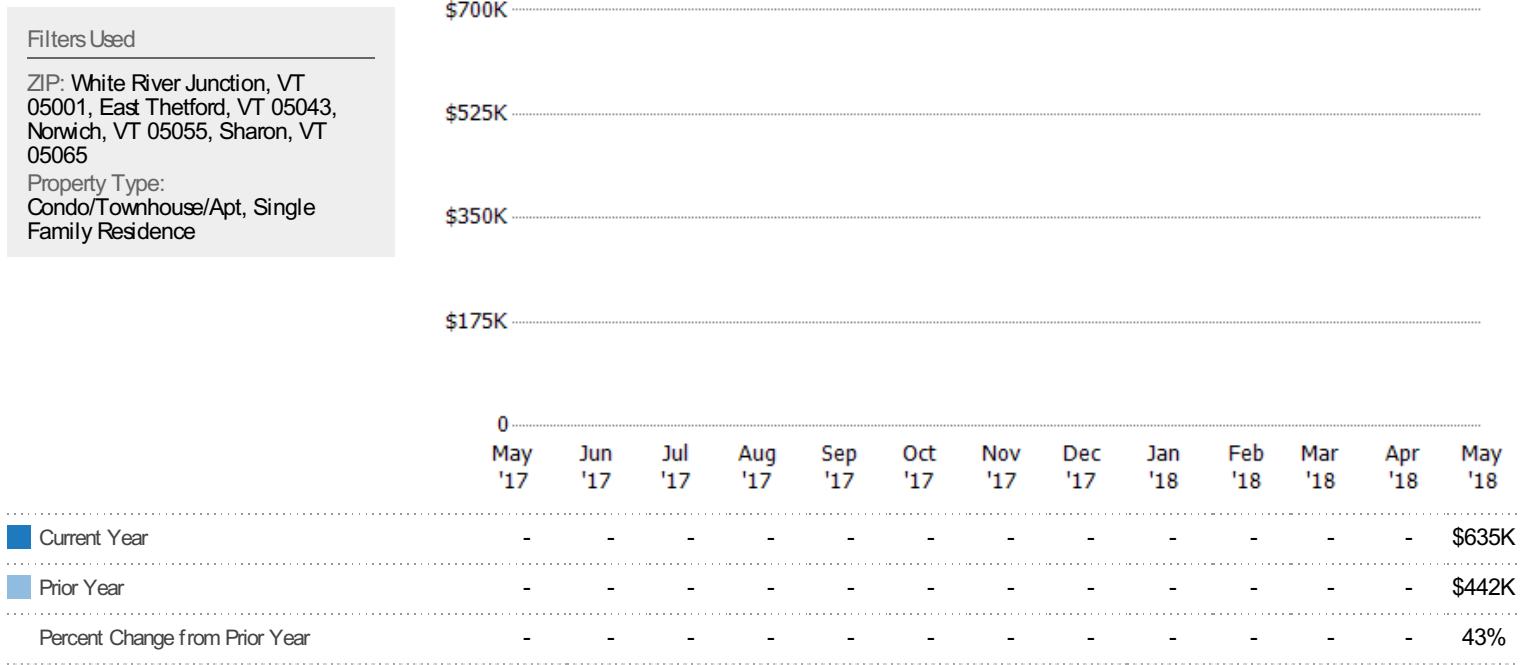 Filters Used
ZIP: White River Junction, VT
05001, East Thetford, VT 05043,
Norwich, VT 05055, Sharon, VT
05065
Property Type:
Condo/Townhouse/Apt, Single
Family Residence
$700K
$525K
$350K
$175K
0
May Jun Jul Aug Sep Oct Nov Dec Jan Feb Mar Apr May
'17 '17 '17 '17 '17 '17 '17 '17 '18 '18 '18 '18 '18
Current Year - - - - - - - - - - - - $635K
Prior Year - - - - - - - - - - - - $442K
Percent Change from Prior Year - - - - - - - - - - - - 43%